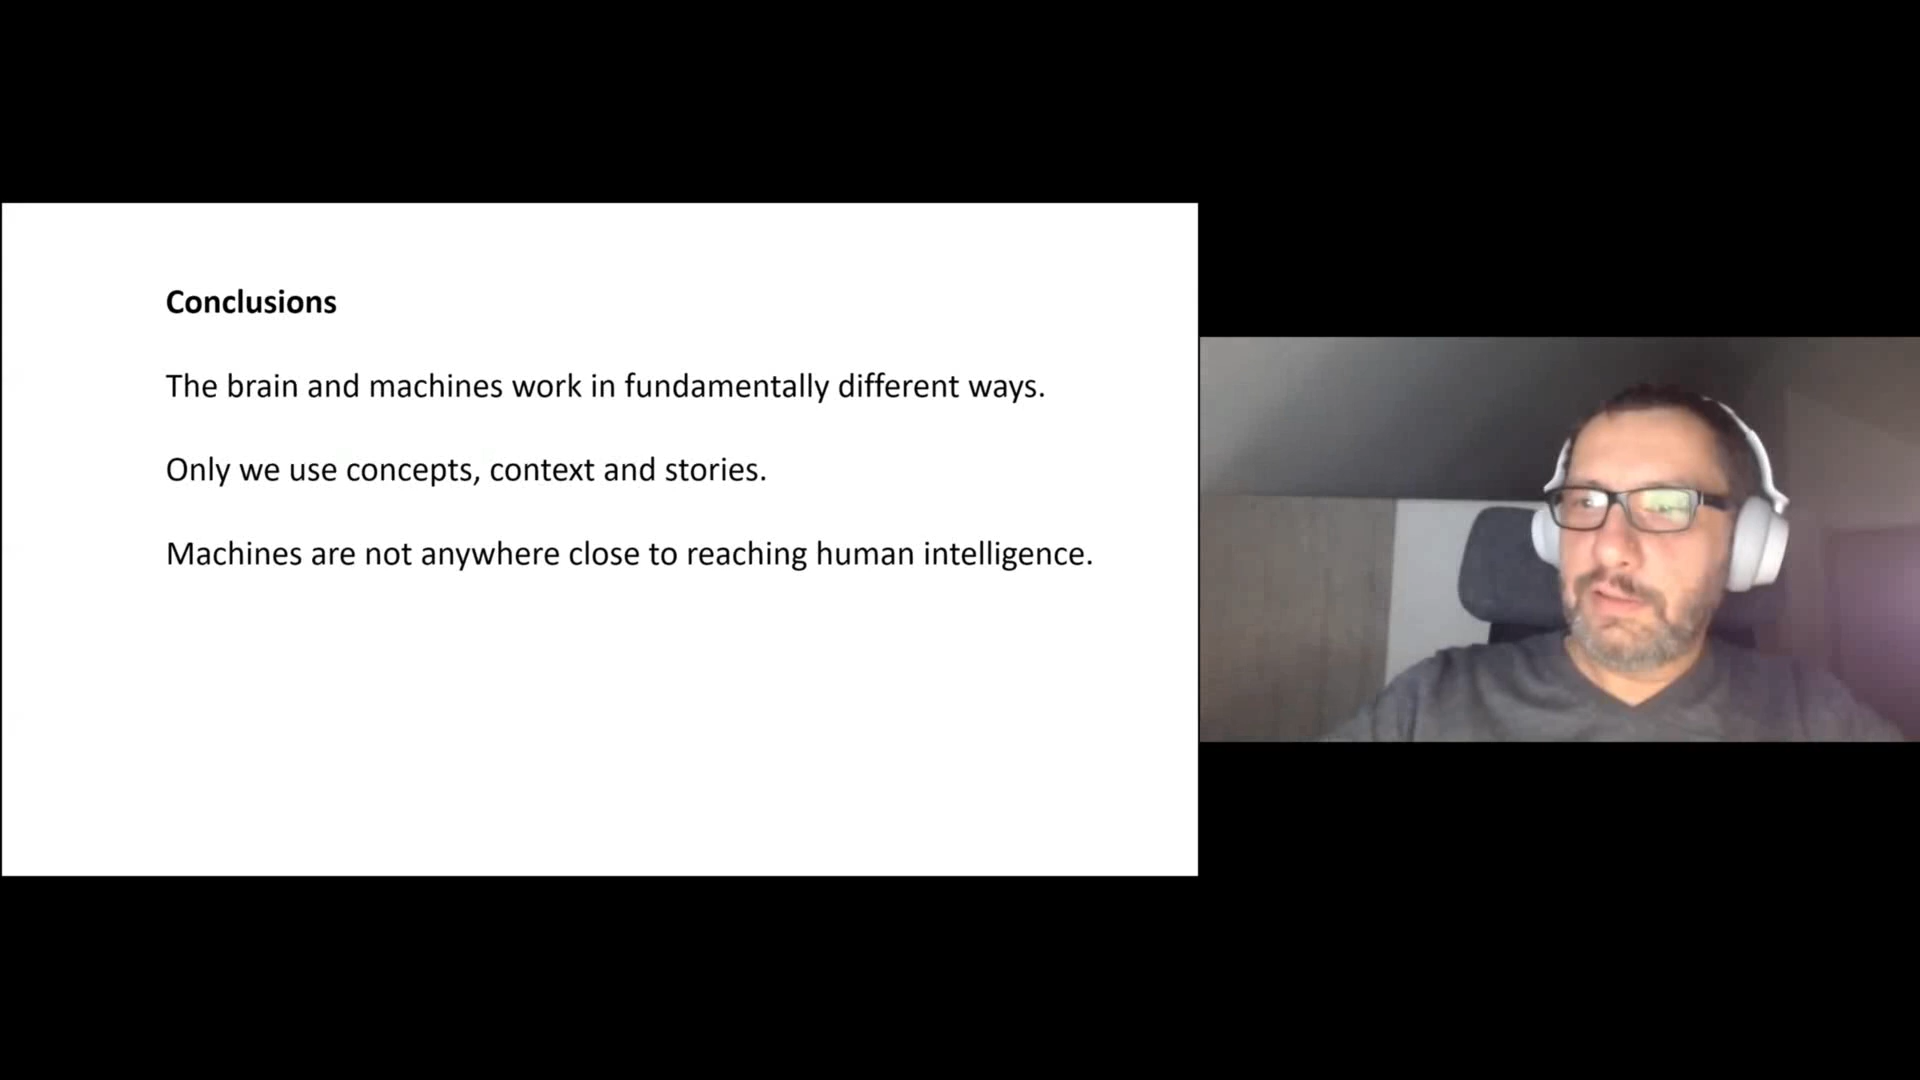 Conclusions
The brain and machines work in fundamentally different ways.
Only we use concepts, context and stories.
Machines are not anywhere close to reaching human intelligence.